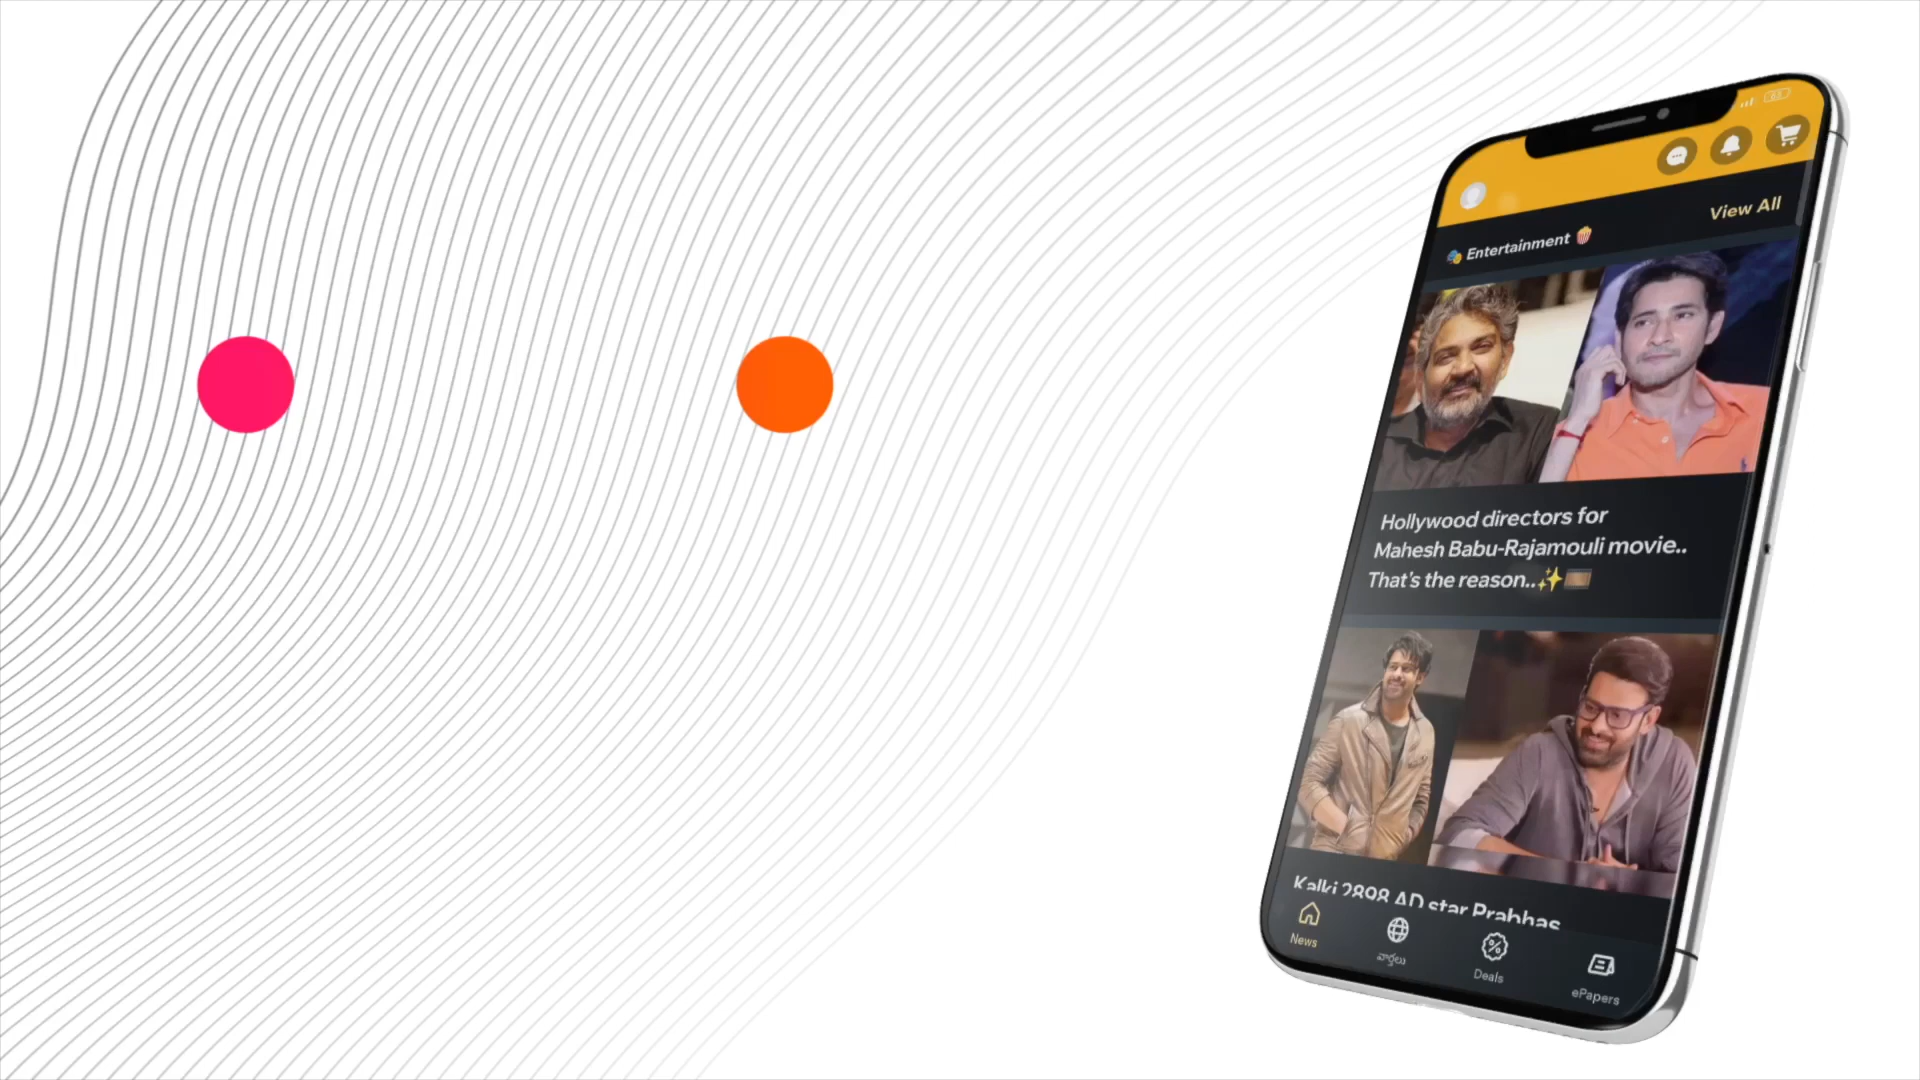 View All
🎭 Entertainment 🍿
Hollywood directors for
Mahesh Babu-Rajamouli movie..
That's the reason..✨🎞️
Kalki 2898 AD star Prabhas
News
వార్తలు
Deals
ePapers